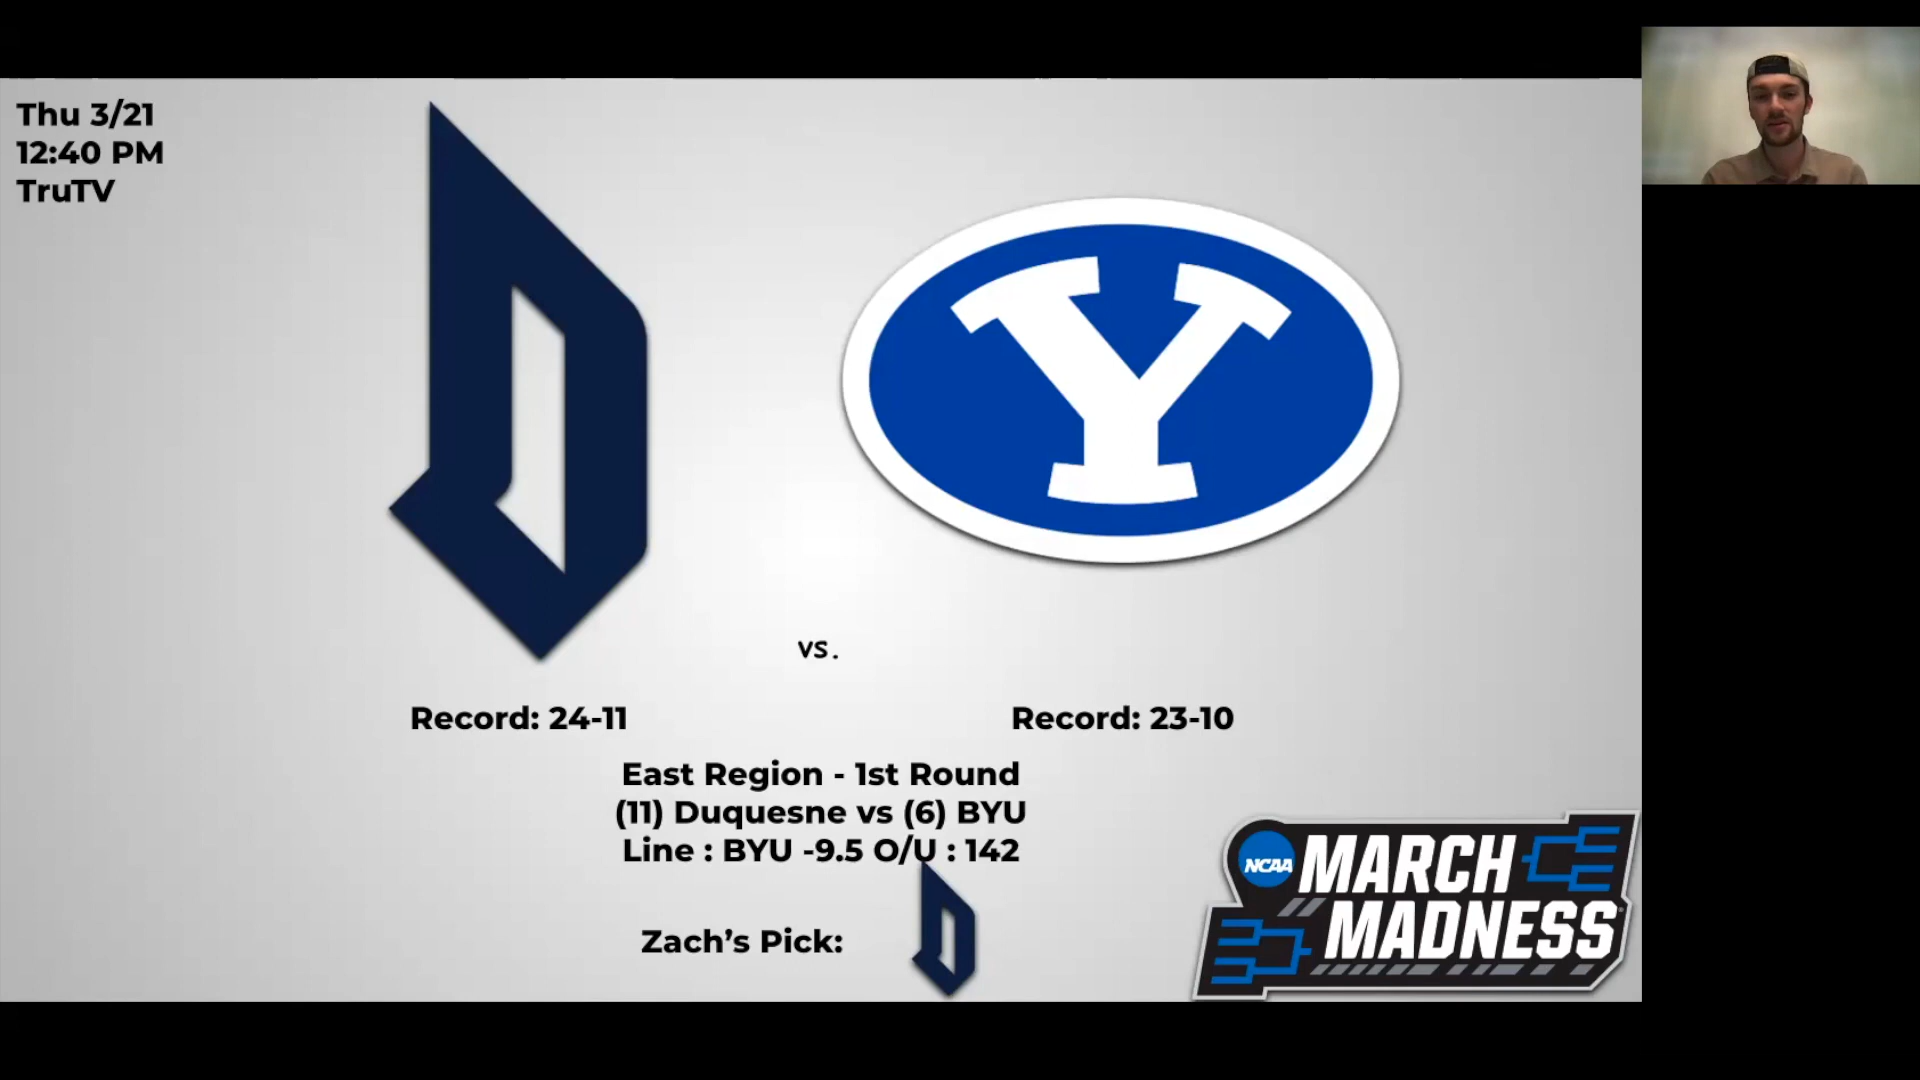 Thu 3/21
12:40 PM
TruTV
Y
vs.
Record: 24-11
Record: 23-10
East Region - 1st Round
(11) Duquesne vs (6) BYU
Line : BYU -9.5 O/U : 142
Zach’s Pick:
NCAA
MARCH
MADNESS